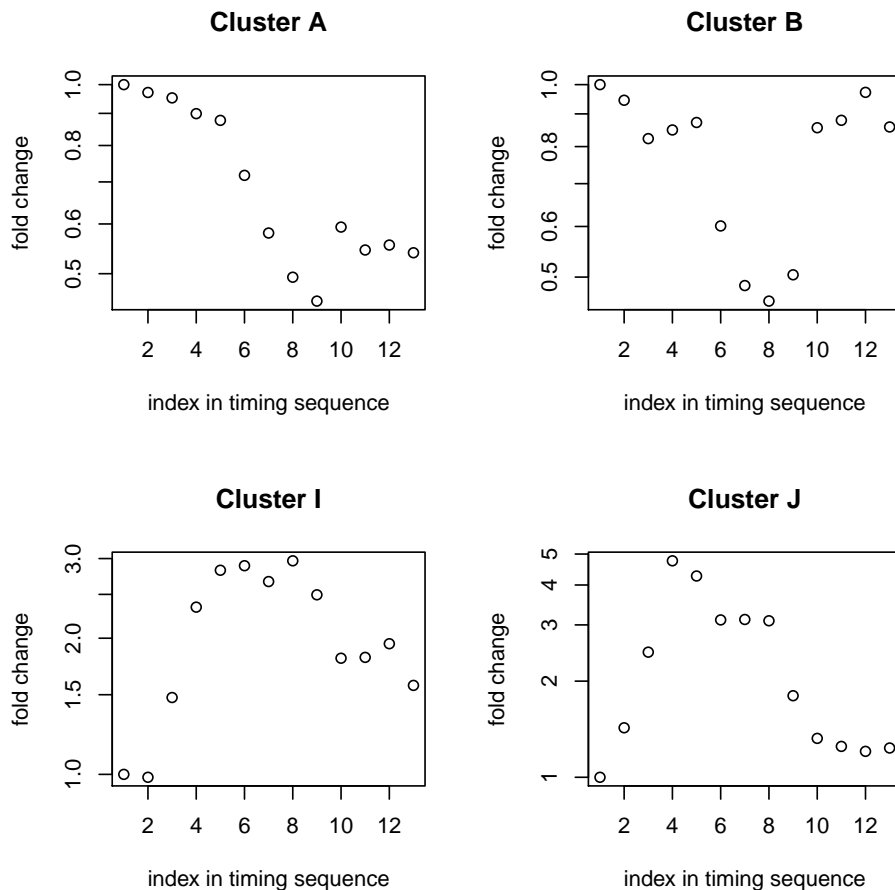 Cluster A
fold change
1.0
0.8
0.6
0.5
2 4 6 8 10 12
index in timing sequence
Cluster B
fold change
1.0
0.8
0.6
0.5
2 4 6 8 10 12
index in timing sequence
Cluster I
fold change
3.0
2.0
1.5
1.0
2 4 6 8 10 12
index in timing sequence
Cluster J
fold change
5
4
3
2
1
2 4 6 8 10 12
index in timing sequence